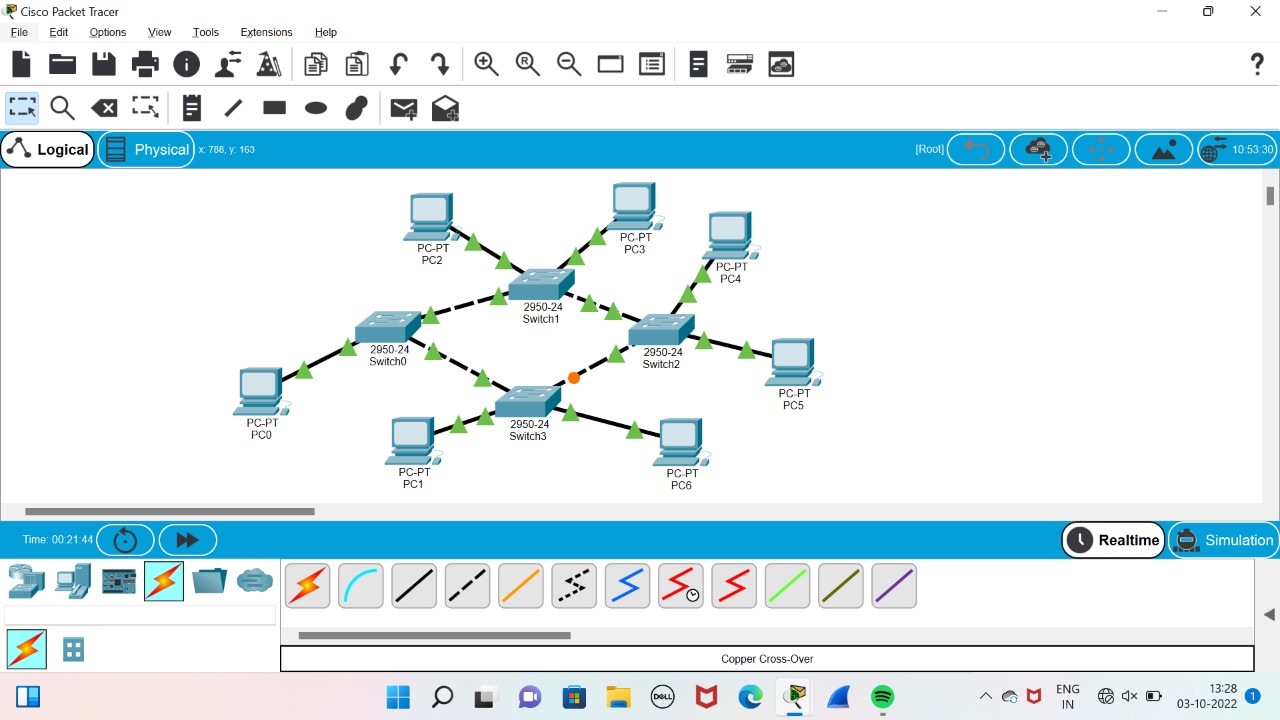 Cisco Packet Tracer
File Edit Options View Tools Extensions Help
R
?
Logical Physical x: 788, y: 163 [Root] 10:53:30
PC-PT
PC2
PC-PT
PC3
PC-PT
PC4
2950-24
Switch1
2950-24
Switch0
2950-24
Switch2
PC-PT
PC5
PC-PT
PC0
2950-24
Switch3
PC-PT
PC1
PC-PT
PC6
Time: 00:21:44 Realtime Simulation
Copper Cross-Over
DELL
ENG
IN
13:28
03-10-2022
1